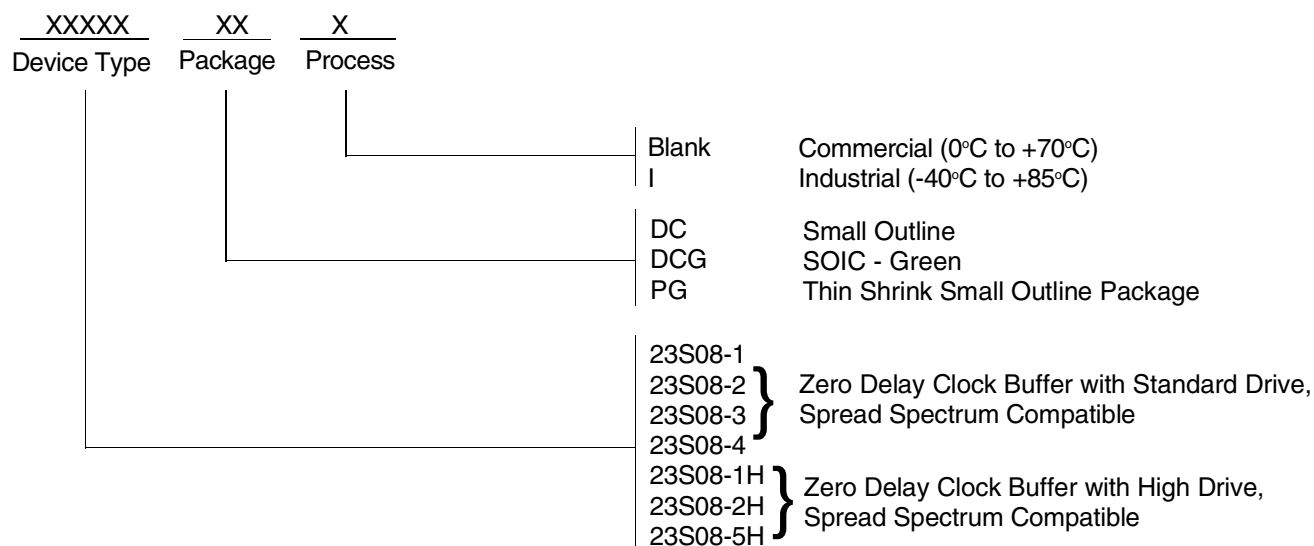 XXXXX XX X
Device Type Package Process
Blank Commercial (0°C to +70°C)
I Industrial (-40°C to +85°C)
DC Small Outline
DCG SOIC - Green
PG Thin Shrink Small Outline Package
23S08-1
23S08-2
23S08-3
23S08-4
Zero Delay Clock Buffer with Standard Drive,
Spread Spectrum Compatible
23S08-1H
23S08-2H
23S08-5H
Zero Delay Clock Buffer with High Drive,
Spread Spectrum Compatible